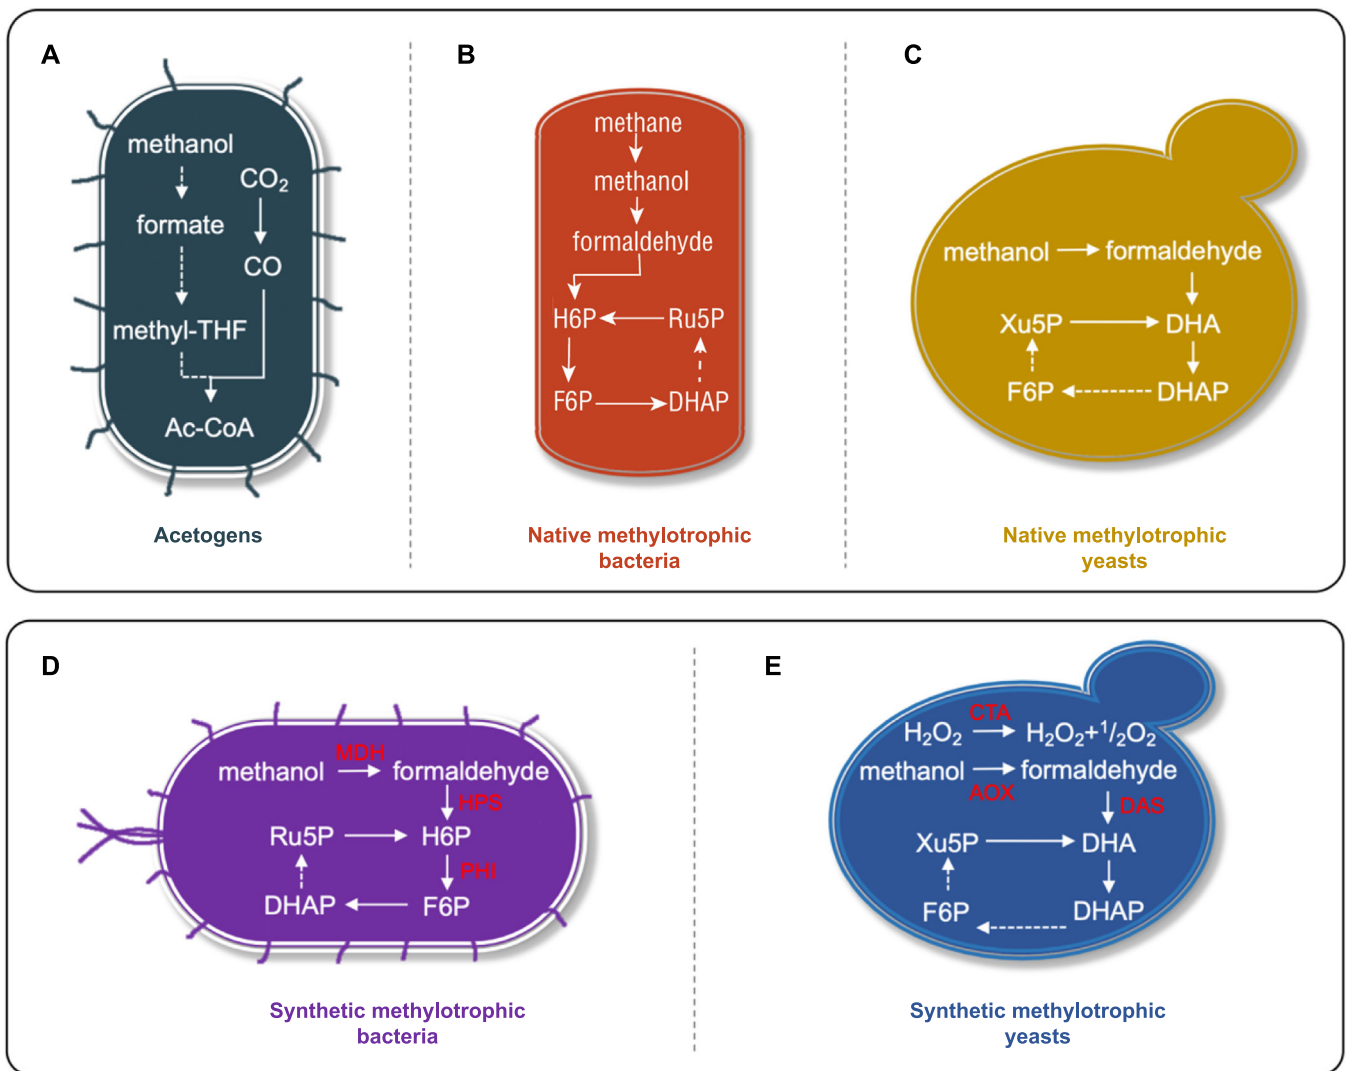 A
methanol
CO₂
formate
CO
methyl-THF
Ac-CoA
Acetogens
B
methane
methanol
formaldehyde
H6P
Ru5P
F6P
DHAP
Native methylotrophic
bacteria
C
methanol
formaldehyde
Xu5P
DHA
F6P
DHAP
Native methylotrophic
yeasts
D
MDH
methanol
formaldehyde
HPS
Ru5P
H6P
PHI
DHAP
F6P
Synthetic methylotrophic
bacteria
E
CTA
H₂O₂
H₂O₂+¹/₂O₂
methanol
formaldehyde
AOX
DAS
Xu5P
DHA
F6P
DHAP
Synthetic methylotrophic
yeasts